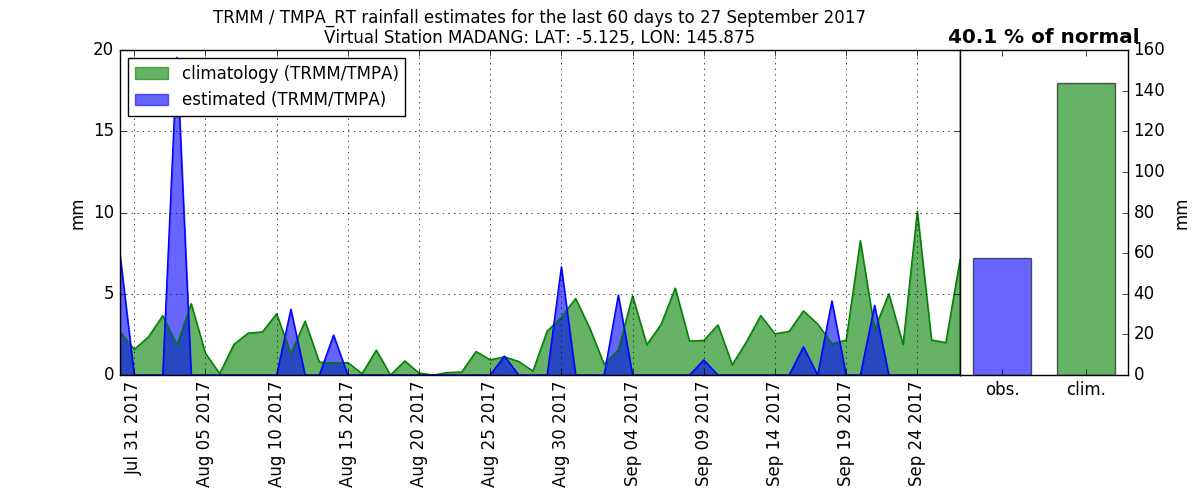 TRMM / TMPA_RT rainfall estimates for the last 60 days to 27 September 2017
Virtual Station MADANG: LAT: -5.125, LON: 145.875
40.1 % of normal
climatology (TRMM/TMPA)
estimated (TRMM/TMPA)
20
15
10
5
0
mm
Jul 31 2017
Aug 05 2017
Aug 10 2017
Aug 15 2017
Aug 20 2017
Aug 25 2017
Aug 30 2017
Sep 04 2017
Sep 09 2017
Sep 14 2017
Sep 19 2017
Sep 24 2017
obs.
clim.
160
140
120
100
80
60
40
20
0
mm